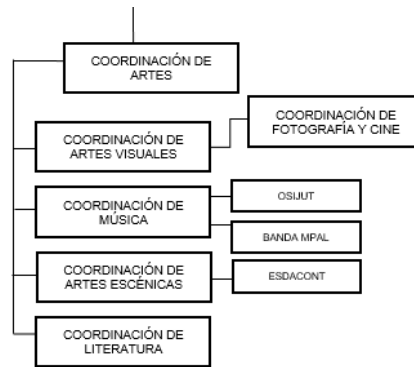 COORDINACIÓN DE
ARTES
COORDINACIÓN DE
FOTOGRAFÍA Y CINE
COORDINACIÓN DE
ARTES VISUALES
COORDINACIÓN DE
MÚSICA
OSIJUT
BANDA MPAL
COORDINACIÓN DE
ARTES ESCÉNICAS
ESDACONT
COORDINACIÓN DE
LITERATURA